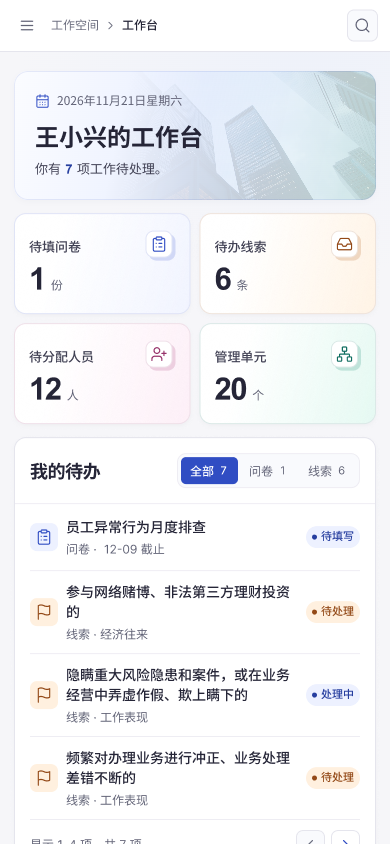 工作空间 > 工作台
2026年11月21日星期六
王小兴的工作台
你有 7 项工作待处理。
待填问卷
1 份
待办线索
6 条
待分配人员
12 人
管理单元
20 个
我的待办
全部 7 问卷 1 线索 6
员工异常行为月度排查
问卷 · 12-09 截止
待填写
参与网络赌博、非法第三方理财投资
的
线索 · 经济往来
待处理
隐瞒重大风险隐患和案件，或在业务
经营中弄虚作假、欺上瞒下的
线索 · 工作表现
处理中
频繁对办理业务进行冲正、业务处理
差错不断的
线索 · 工作表现
待处理
显示 1-4 项，共 7 项